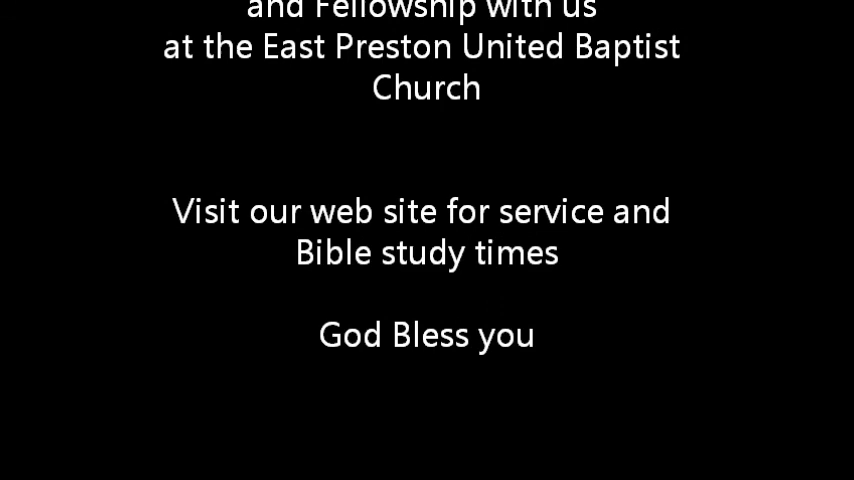 and Fellowship with us
at the East Preston United Baptist
Church
Visit our web site for service and
Bible study times
God Bless you